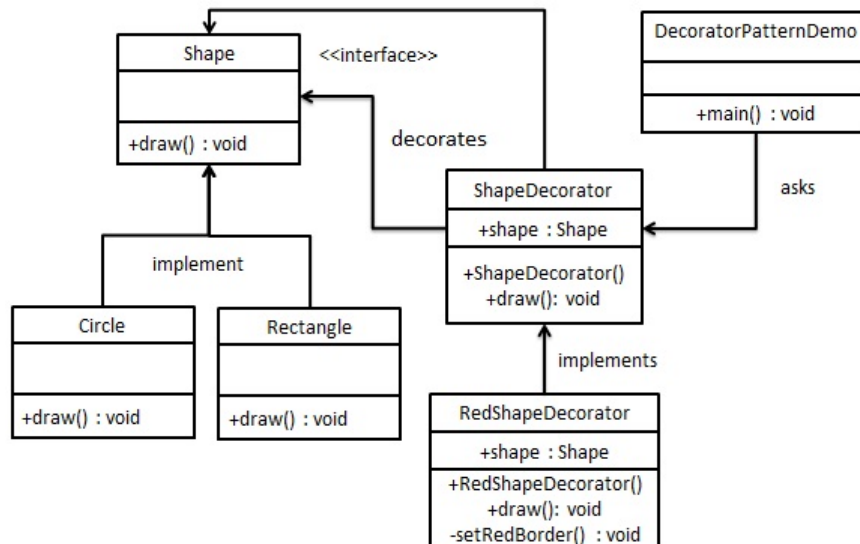 Shape
<<interface>>
+draw() : void
DecoratorPatternDemo
+main() : void
decorates
asks
ShapeDecorator
+shape : Shape
+ShapeDecorator()
+draw(): void
implement
Circle
+draw() : void
Rectangle
+draw() : void
implements
RedShapeDecorator
+shape : Shape
+RedShapeDecorator()
+draw(): void
-setRedBorder() : void